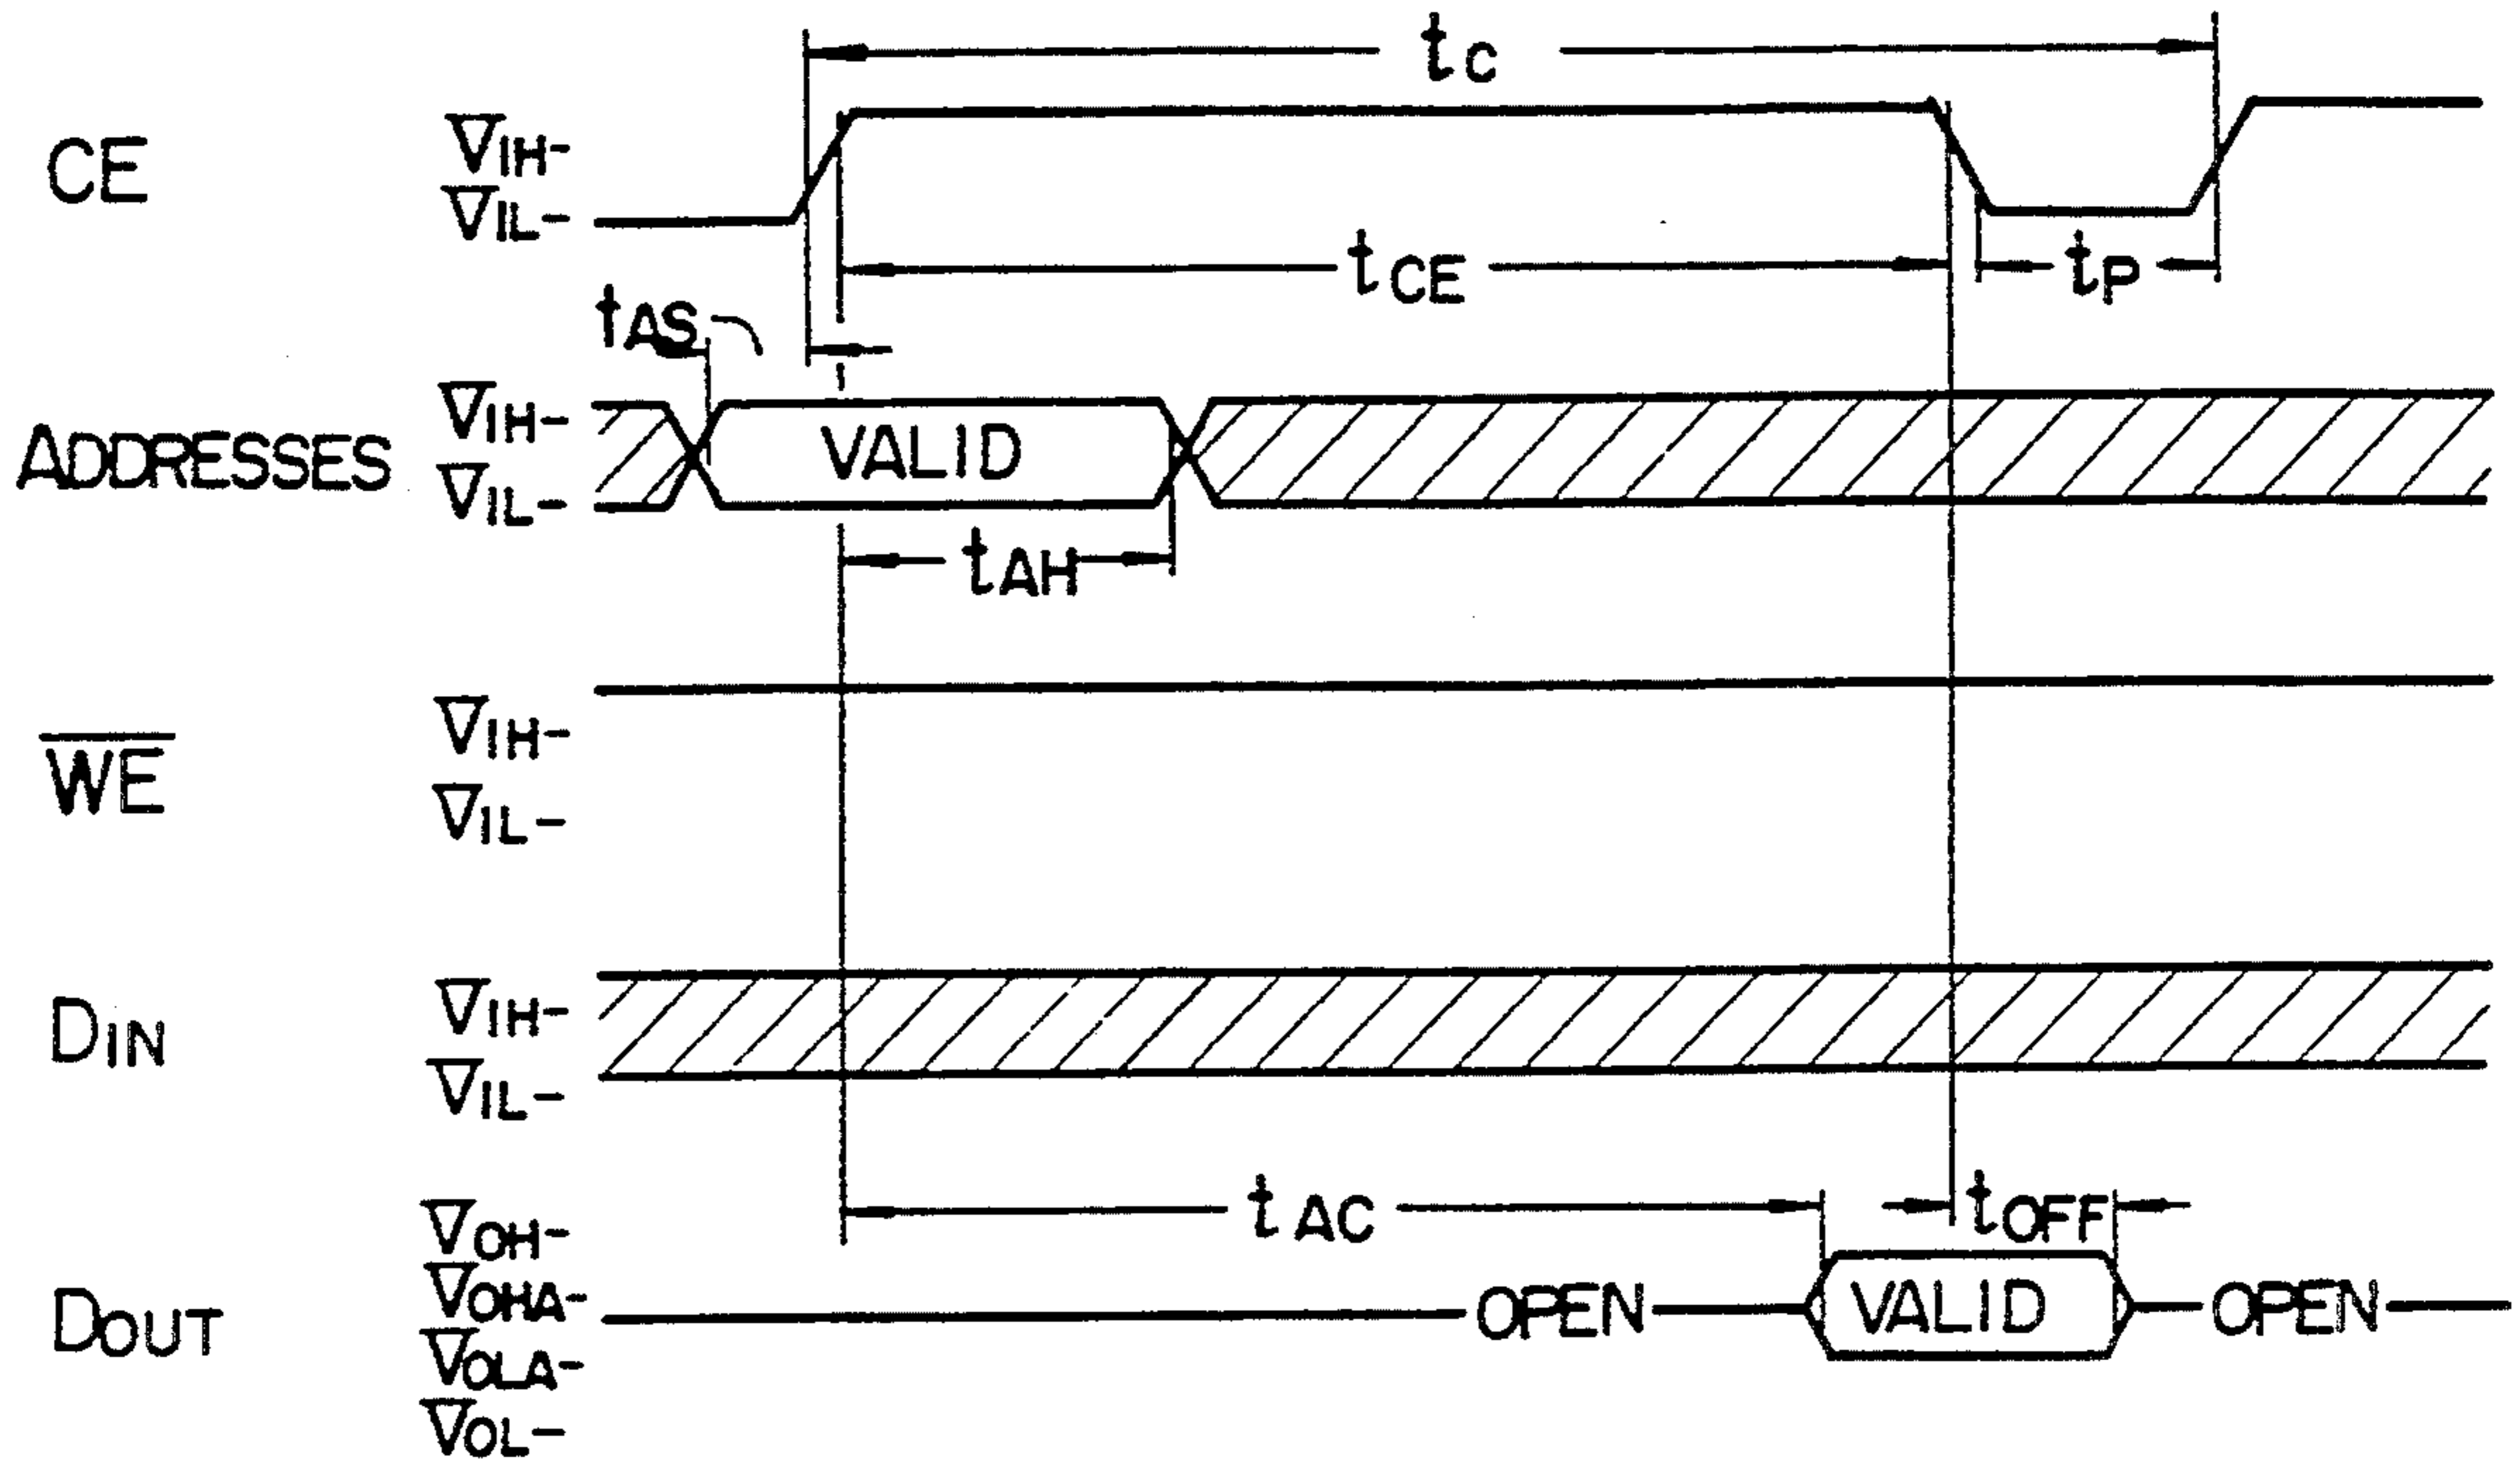 tC
CE
VIH-
VIL-
tCE
tP
tAS
ADDRESSES
VIH-
VIL-
VALID
tAH
WE
VIH-
VIL-
DIN
VIH-
VIL-
tAC
tOFF
DOUT
VOH-
VOHA-
VOLA-
VOL-
OPEN
VALID
OPEN